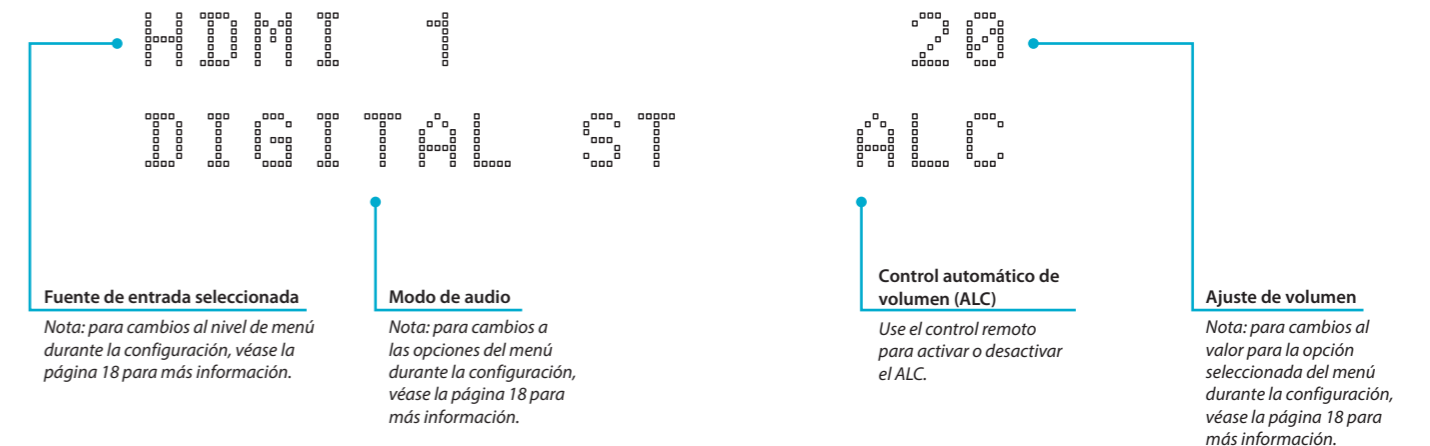 HDMI 1 20
DIGITAL ST ALC
Fuente de entrada seleccionada
Nota: para cambios al nivel de menú
durante la configuración, véase la
página 18 para más información.
Modo de audio
Nota: para cambios a
las opciones del menú
durante la configuración,
véase la página 18 para
más información.
Control automático de
volumen (ALC)
Use el control remoto
para activar o desactivar
el ALC.
Ajuste de volumen
Nota: para cambios al
valor para la opción
seleccionada del menú
durante la configuración,
véase la página 18 para
más información.